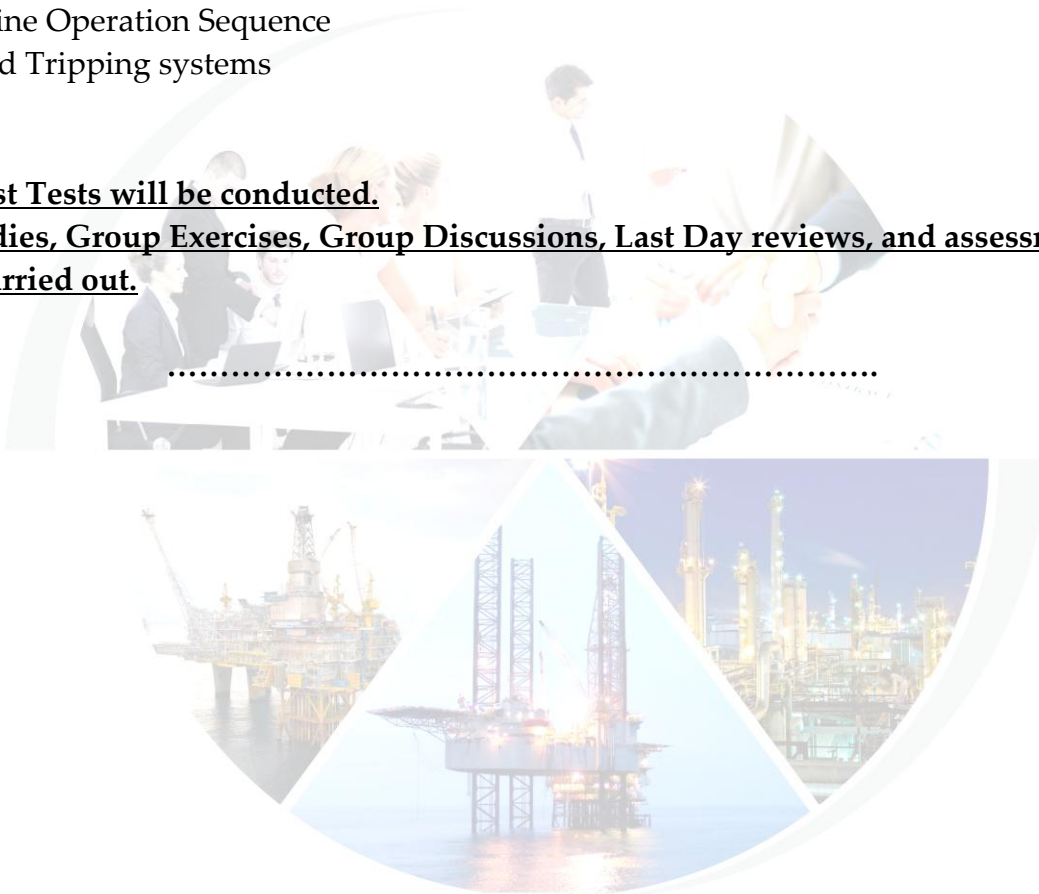 ine Operation Sequence
d Tripping systems
st Tests will be conducted.
dies, Group Exercises, Group Discussions, Last Day reviews, and assess
rried out.
…………………………………………………………….